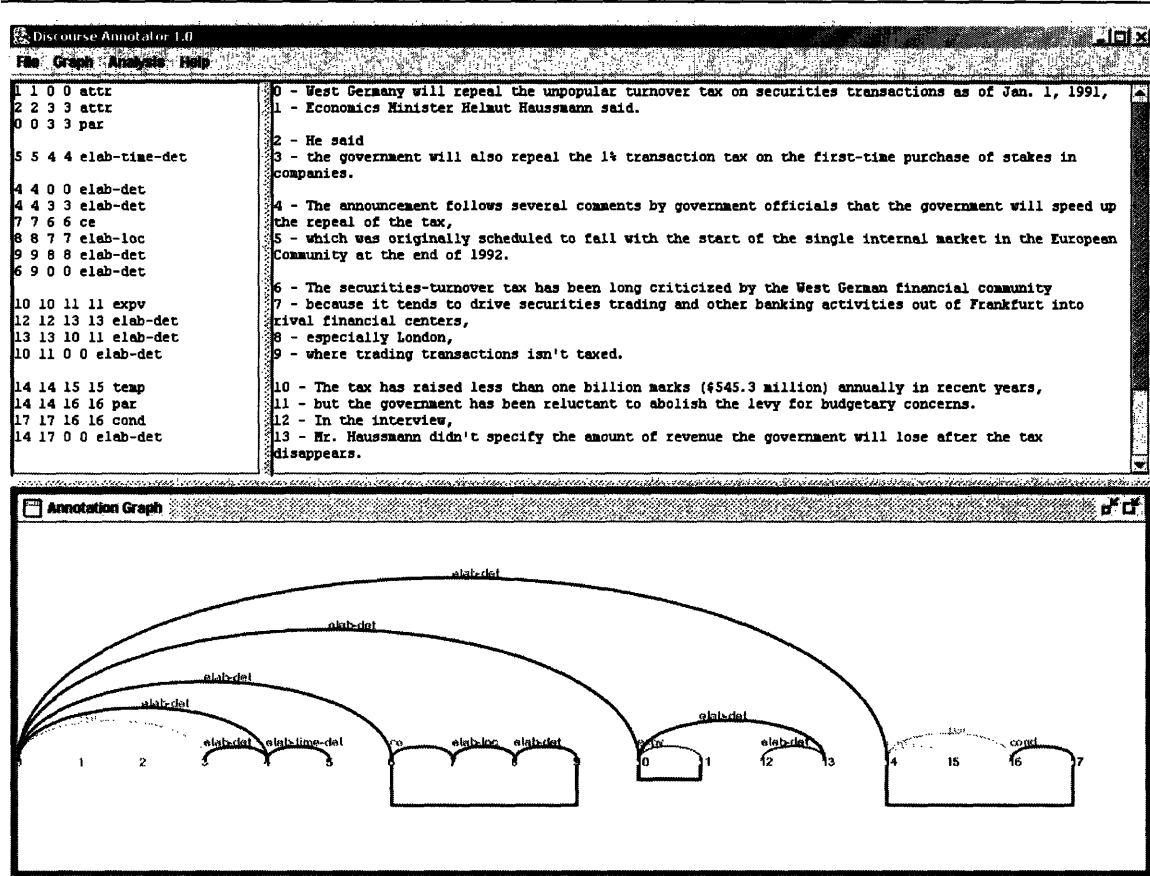 Discourse Annotator 1.0
File Graph Analysis Help
1 1 0 0 attr
2 2 3 3 attr
0 0 3 3 par
5 5 4 4 elab-time-det
4 4 0 0 elab-det
4 4 3 3 elab-det
7 7 6 6 ce
8 8 7 7 elab-loc
9 9 8 8 elab-det
6 9 0 0 elab-det
10 10 11 11 expv
12 12 13 13 elab-det
13 13 10 11 elab-det
10 11 0 0 elab-det
14 14 15 15 temp
14 14 16 16 par
17 17 16 16 cond
14 17 0 0 elab-det
0 - West Germany will repeal the unpopular turnover tax on securities transactions as of Jan. 1, 1991,
1 - Economics Minister Helmut Haussmann said.
2 - He said
3 - the government will also repeal the 1% transaction tax on the first-time purchase of stakes in
companies.
4 - The announcement follows several comments by government officials that the government will speed up
the repeal of the tax,
5 - which was originally scheduled to fall with the start of the single internal market in the European
Community at the end of 1992.
6 - The securities-turnover tax has been long criticized by the West German financial community
7 - because it tends to drive securities trading and other banking activities out of Frankfurt into
rival financial centers,
8 - especially London,
9 - where trading transactions isn't taxed.
10 - The tax has raised less than one billion marks ($545.3 million) annually in recent years,
11 - but the government has been reluctant to abolish the levy for budgetary concerns.
12 - In the interview,
13 - Mr. Haussmann didn't specify the amount of revenue the government will lose after the tax
disappears.
Annotation Graph
elab-det
elab-det
elab-det
elab-det
elab-det
elab-det elab-time-det ce elab-loc elab-det elab-det cond
1 2 3 4 5 6 7 8 9 0 1 12 13 4 15 16 7